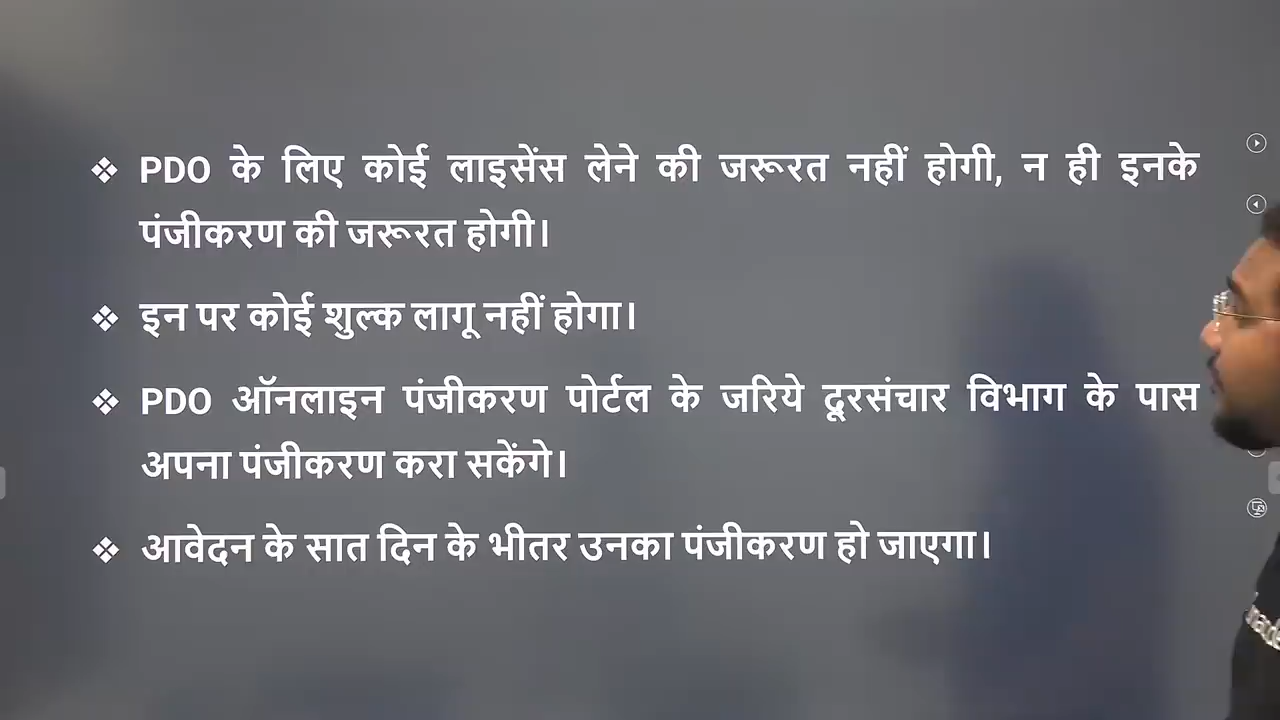 ❖ PDO के लिए कोई लाइसेंस लेने की जरूरत नहीं होगी, न ही इनके
पंजीकरण की जरूरत होगी।
❖ इन पर कोई शुल्क लागू नहीं होगा।
❖ PDO ऑनलाइन पंजीकरण पोर्टल के जरिये दूरसंचार विभाग के पास
अपना पंजीकरण करा सकेंगे।
❖ आवेदन के सात दिन के भीतर उनका पंजीकरण हो जाएगा।